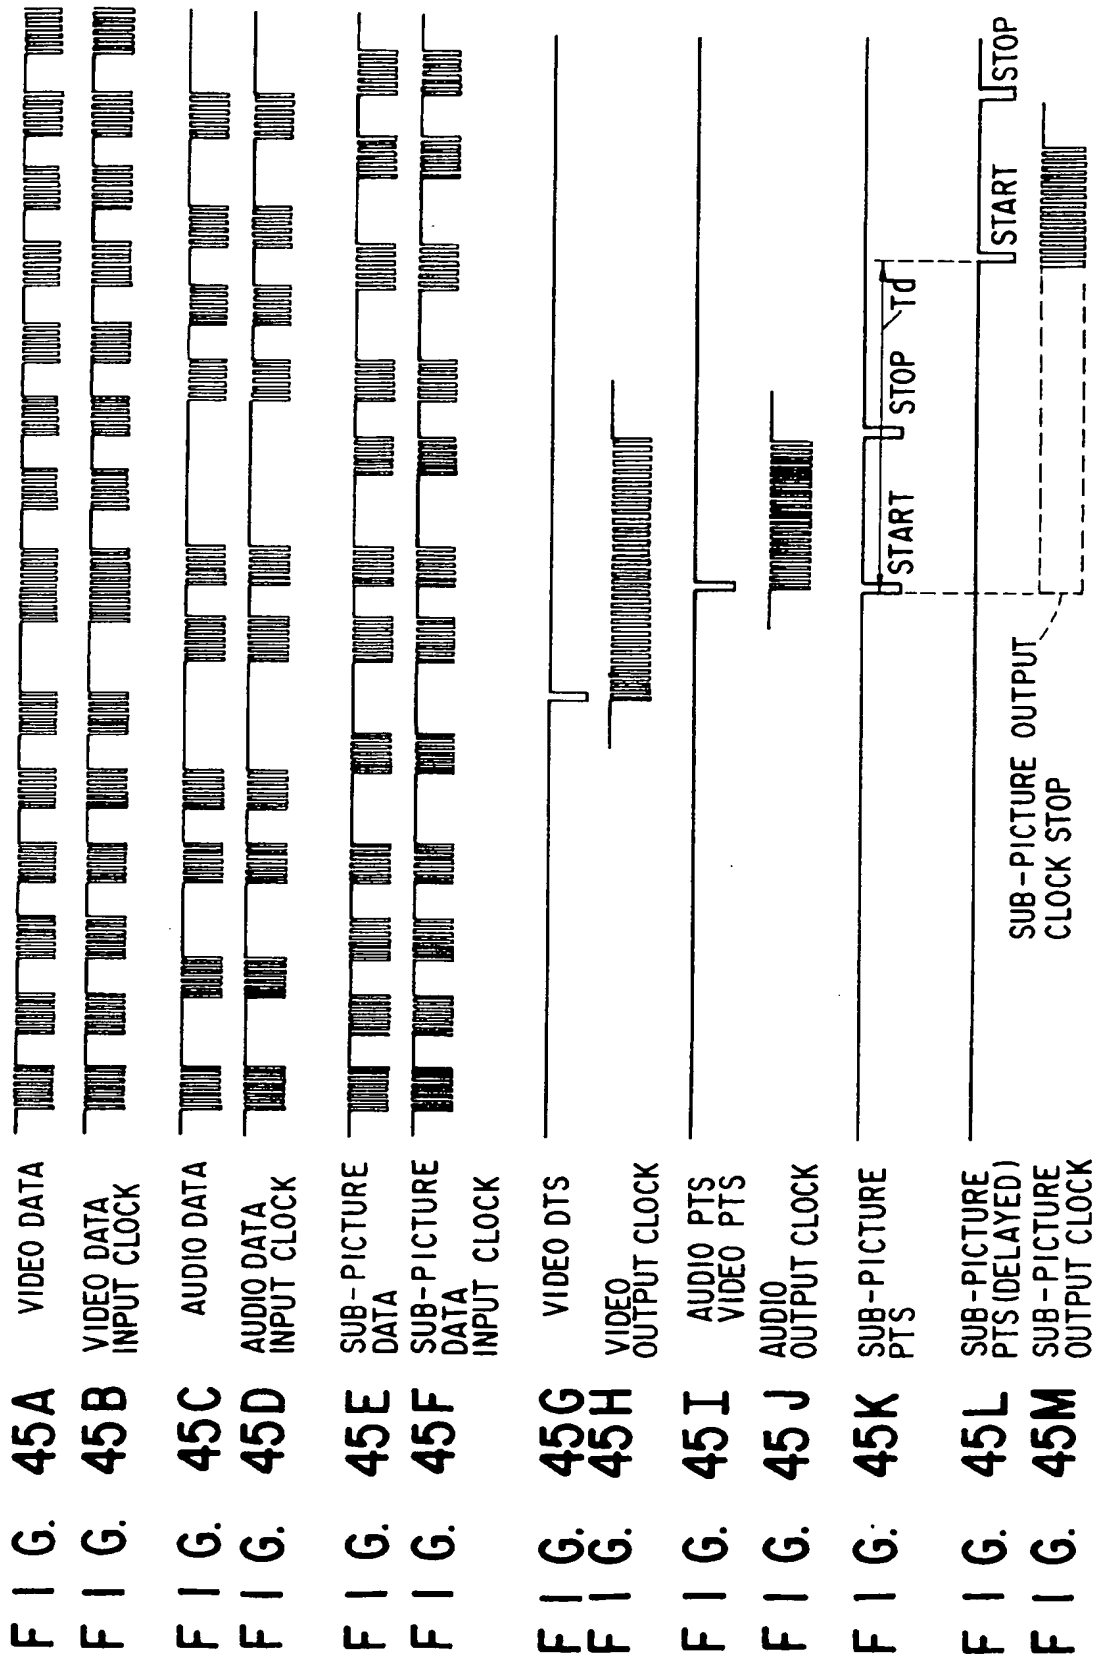 FIG. 45A VIDEO DATA
FIG. 45B VIDEO DATA
INPUT CLOCK
FIG. 45C AUDIO DATA
FIG. 45D AUDIO DATA
INPUT CLOCK
FIG. 45E SUB-PICTURE
DATA
FIG. 45F SUB-PICTURE
DATA
INPUT CLOCK
FIG. 45G VIDEO DTS
FIG. 45H VIDEO
OUTPUT CLOCK
FIG. 45I AUDIO PTS
VIDEO PTS
FIG. 45J AUDIO
OUTPUT CLOCK
FIG. 45K SUB-PICTURE
PTS
START
STOP
Td
FIG. 45L SUB-PICTURE
PTS (DELAYED)
START
STOP
FIG. 45M SUB-PICTURE
OUTPUT CLOCK
SUB-PICTURE OUTPUT
CLOCK STOP